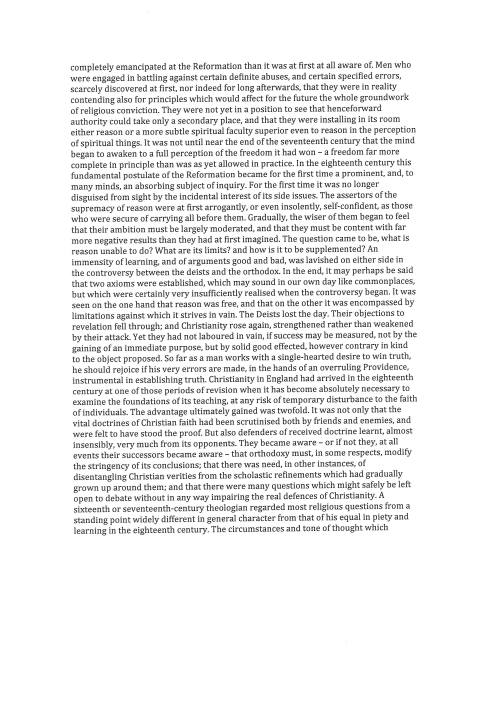 completely emancipated at the Reformation than it was at first at all aware of. Men who
were engaged in battling against certain definite abuses, and certain specified errors,
scarcely discovered at first, nor indeed for long afterwards, that they were in reality
contending also for principles which would affect for the future the whole groundwork
of religious conviction. They were not yet in a position to see that henceforward
authority could take only a secondary place, and that they were installing in its room
either reason or a more subtle spiritual faculty superior even to reason in the perception
of spiritual things. It was not until near the end of the seventeenth century that the mind
began to awaken to a full perception of the freedom it had won – a freedom far more
complete in principle than was as yet allowed in practice. In the eighteenth century this
fundamental postulate of the Reformation became for the first time a prominent, and, to
many minds, an absorbing subject of inquiry. For the first time it was no longer
disguised from sight by the incidental interest of its side issues. The assertors of the
supremacy of reason were at first arrogantly, or even insolently, self-confident, as those
who were secure of carrying all before them. Gradually, the wiser of them began to feel
that their ambition must be largely moderated, and that they must be content with far
more negative results than they had at first imagined. The question came to be, what is
reason unable to do? What are its limits? and how is it to be supplemented? An
immensity of learning, and of arguments good and bad, was lavished on either side in
the controversy between the deists and the orthodox. In the end, it may perhaps be said
that two axioms were established, which may sound in our own day like commonplaces,
but which were certainly very insufficiently realised when the controversy began. It was
seen on the one hand that reason was free, and that on the other it was encompassed by
limitations against which it strives in vain. The Deists lost the day. Their objections to
revelation fell through; and Christianity rose again, strengthened rather than weakened
by their attack. Yet they had not laboured in vain, if success may be measured, not by the
gaining of an immediate purpose, but by solid good effected, however contrary in kind
to the object proposed. So far as a man works with a single-hearted desire to win truth,
he should rejoice if his very errors are made, in the hands of an overruling Providence,
instrumental in establishing truth. Christianity in England had arrived in the eighteenth
century at one of those periods of revision when it has become absolutely necessary to
examine the foundations of its teaching, at any risk of temporary disturbance to the faith
of individuals. The advantage ultimately gained was twofold. It was not only that the
vital doctrines of Christian faith had been scrutinised both by friends and enemies, and
were felt to have stood the proof. But also defenders of received doctrine learnt, almost
insensibly, very much from its opponents. They became aware – or if not they, at all
events their successors became aware – that orthodoxy must, in some respects, modify
the stringency of its conclusions; that there was need, in other instances, of
disentangling Christian verities from the scholastic refinements which had gradually
grown up around them; and that there were many questions which might safely be left
open to debate without in any way impairing the real defences of Christianity. A
sixteenth or seventeenth-century theologian regarded most religious questions from a
standing point widely different in general character from that of his equal in piety and
learning in the eighteenth century. The circumstances and tone of thought which